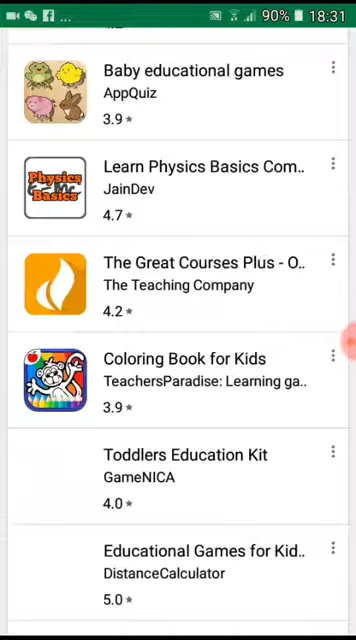 90% 18:31
Baby educational games
AppQuiz
3.9
Physics
Basics
Learn Physics Basics Com..
JainDev
4.7
The Great Courses Plus - O..
The Teaching Company
4.2
Coloring Book for Kids
TeachersParadise: Learning ga..
3.9
Toddlers Education Kit
GameNICA
4.0
Educational Games for Kid..
DistanceCalculator
5.0